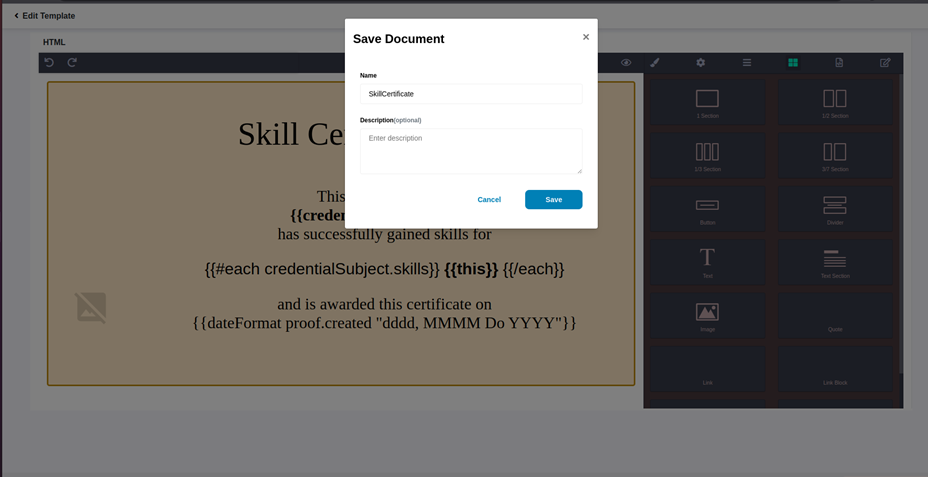 Edit Template
HTML
Save Document
×
Name
SkillCertificate
Description(optional)
Enter description
Cancel
Save
Skill Ce
This
{{creden
has successfully gained skills for
{{#each credentialSubject.skills}} {{this}} {{/each}}
and is awarded this certificate on
{{dateFormat proof.created "dddd, MMMM Do YYYY"}}
1 Section
1/2 Section
1/3 Section
3/7 Section
Button
Divider
Text
Text Section
Image
Quote
Link
Link Block